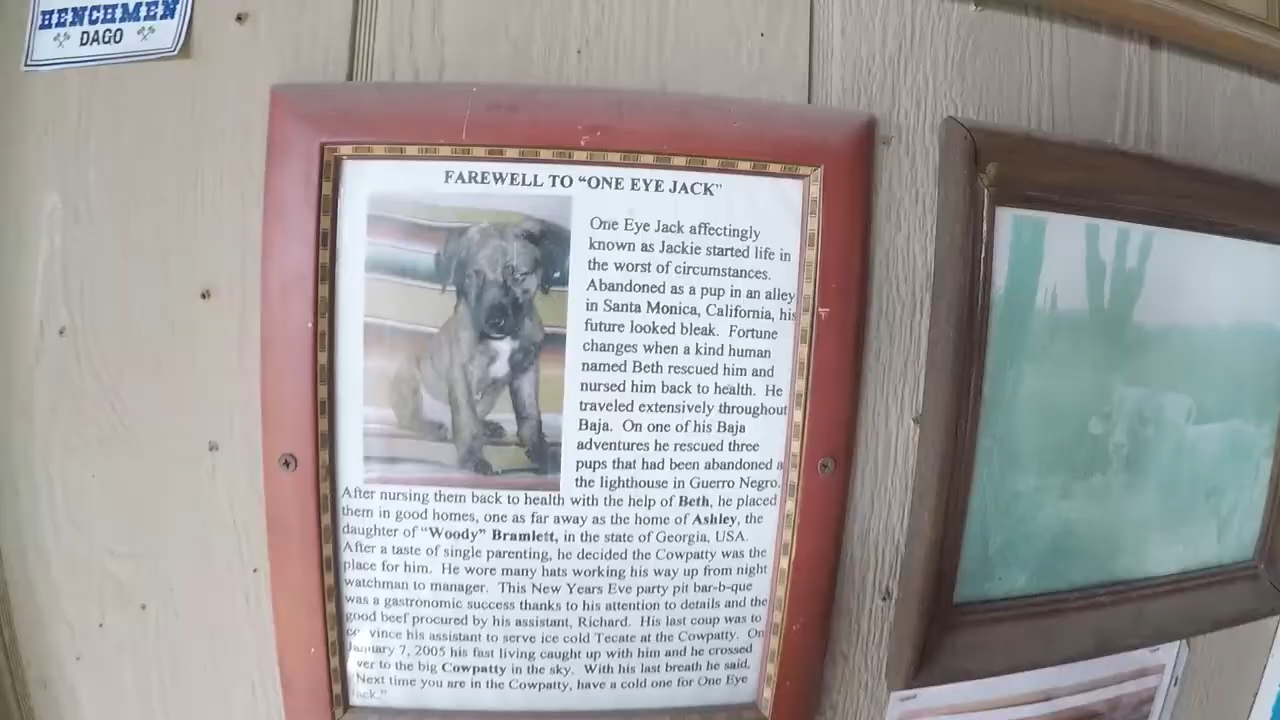 HENCHMEN
DAGO
FAREWELL TO "ONE EYE JACK"
One Eye Jack affectingly
known as Jackie started life in
the worst of circumstances.
Abandoned as a pup in an alley
in Santa Monica, California, his
future looked bleak. Fortune
changes when a kind human
named Beth rescued him and
nursed him back to health. He
traveled extensively throughout
Baja. On one of his Baja
adventures he rescued three
pups that had been abandoned a
the lighthouse in Guerro Negro.
After nursing them back to health with the help of Beth, he placed
them in good homes, one as far away as the home of Ashley, the
daughter of "Woody" Bramlett, in the state of Georgia, USA.
After a taste of single parenting, he decided the Cowpatty was the
place for him. He wore many hats working his way up from night
watchman to manager. This New Years Eve party pit bar-b-que
was a gastronomic success thanks to his attention to details and the
good beef procured by his assistant, Richard. His last coup was to
co vince his assistant to serve ice cold Tecate at the Cowpatty. On
January 7, 2005 his fast living caught up with him and he crossed
ver to the big Cowpatty in the sky. With his last breath he said,
"Next time you are in the Cowpatty, have a cold one for One Eye
Jack."